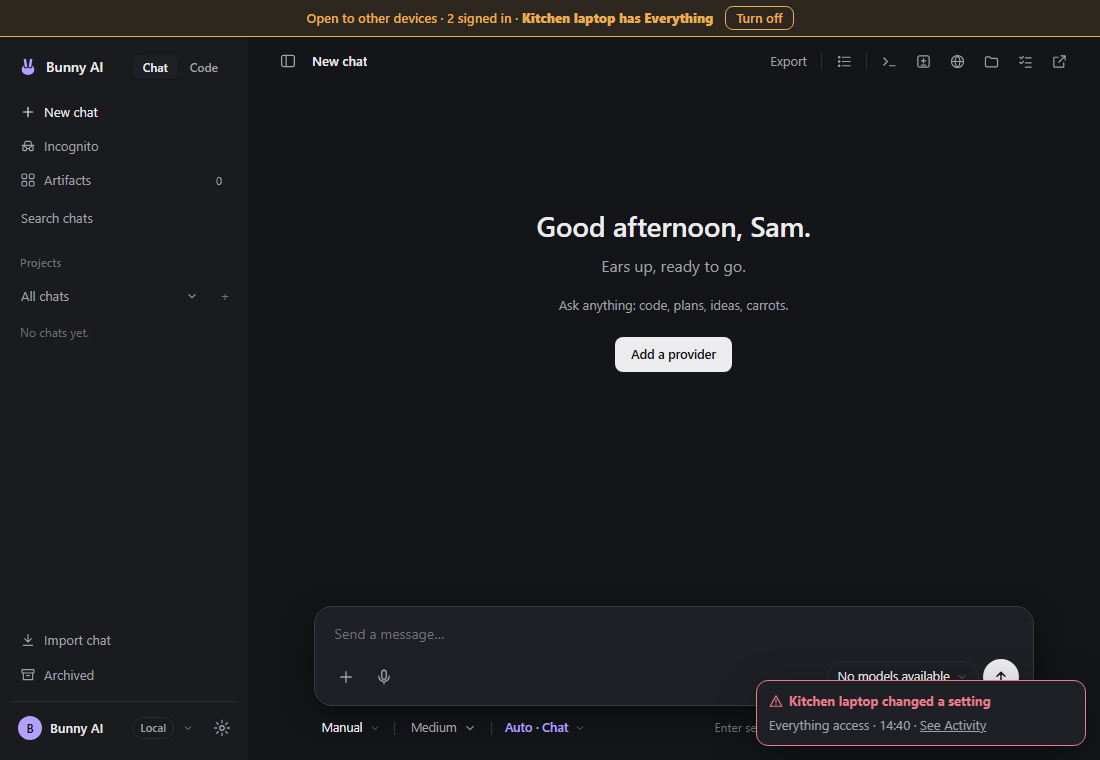 Open to other devices · 2 signed in · Kitchen laptop has Everything
Turn off
Bunny AI
Chat
Code
New chat
Export
New chat
Incognito
Artifacts
0
Search chats
Projects
All chats
No chats yet.
Good afternoon, Sam.
Ears up, ready to go.
Ask anything: code, plans, ideas, carrots.
Add a provider
Send a message...
No models available
Import chat
Archived
B
Bunny AI
Local
Manual
Medium
Auto · Chat
Enter
Kitchen laptop changed a setting
Everything access · 14:40 · See Activity